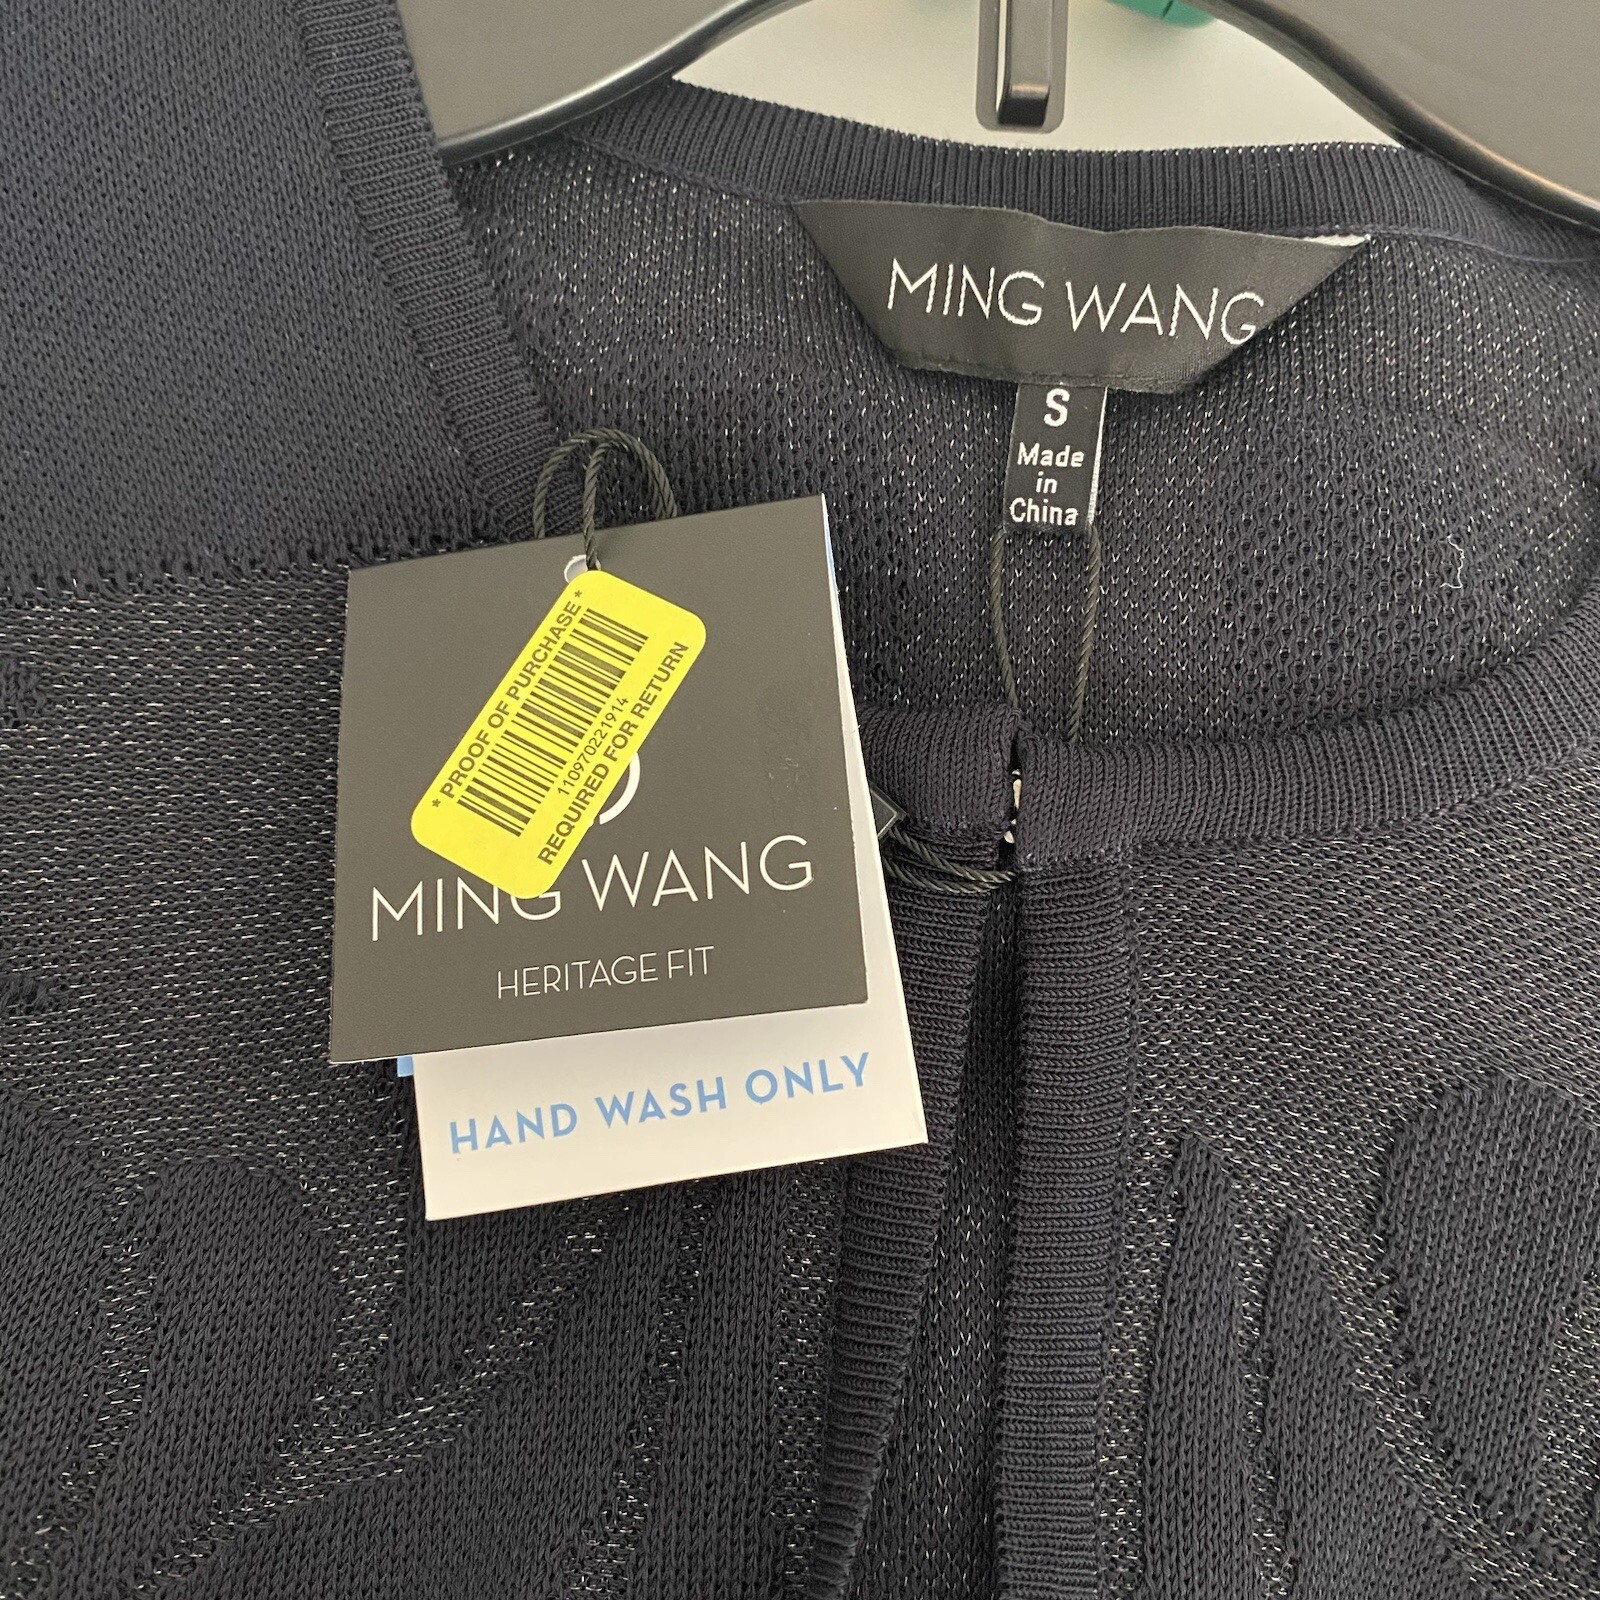 MING WANG
S
Made
in
China
* PROOF OF PURCHASE *
110970221914
REQUIRED FOR RETURN
MING WANG
HERITAGE FIT
HAND WASH ONLY